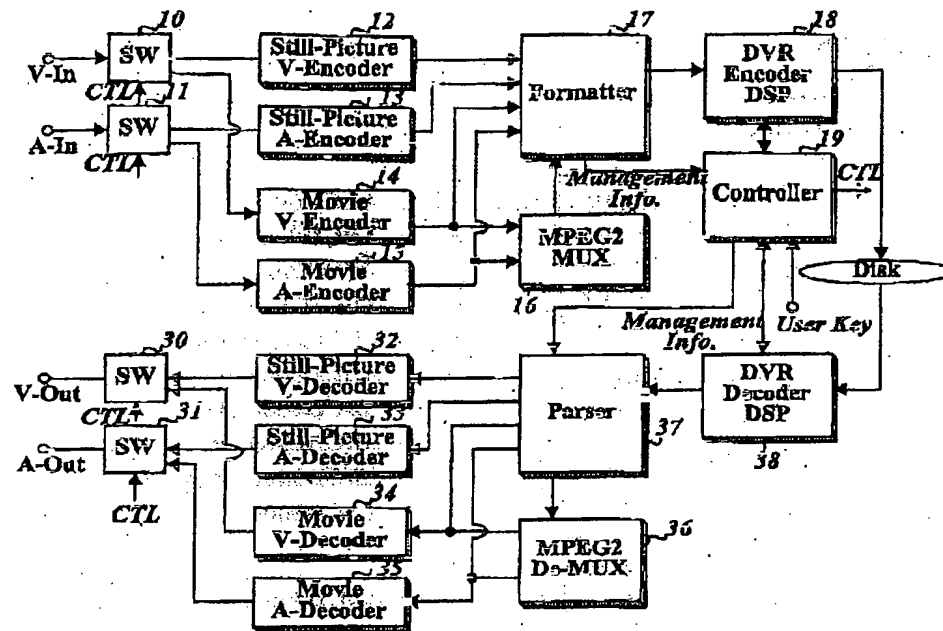 10
12
17
18
V-In
SW
Still-Picture
V-Encoder
Formatter
DVR
Encoder
DSP
CTL
11
13
A-In
SW
Still-Picture
A-Encoder
19
CTL
14
Management
Info.
Controller
CTL
Movie
V-Encoder
MPEG2
MUX
15
Movie
A-Encoder
16
Disk
Management
Info.
User Key
30
32
V-Out
SW
Still-Picture
V-Decoder
Parser
DVR
Decoder
DSP
CTL
31
33
A-Out
SW
Still-Picture
A-Decoder
37
38
CTL
34
Movie
V-Decoder
MPEG2
De-MUX
36
35
Movie
A-Decoder